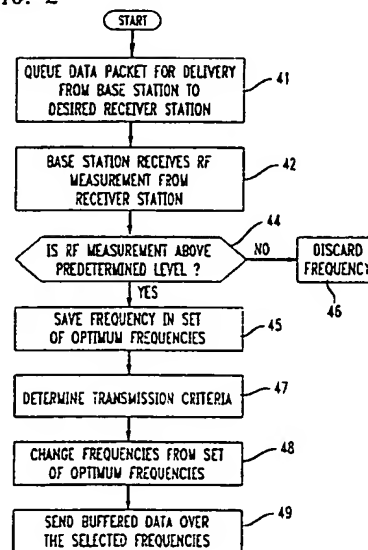 START
QUEUE DATA PACKET FOR DELIVERY
FROM BASE STATION TO
DESIRED RECEIVER STATION
41
BASE STATION RECEIVES RF
MEASUREMENT FROM
RECEIVER STATION
42
44
IS RF MEASUREMENT ABOVE
PREDETERMINED LEVEL ?
NO
DISCARD
FREQUENCY
46
YES
SAVE FREQUENCY IN SET
OF OPTIMUM FREQUENCIES
45
DETERMINE TRANSMISSION CRITERIA
47
CHANGE FREQUENCIES FROM SET
OF OPTIMUM FREQUENCIES
48
SEND BUFFERED DATA OVER
THE SELECTED FREQUENCIES
49